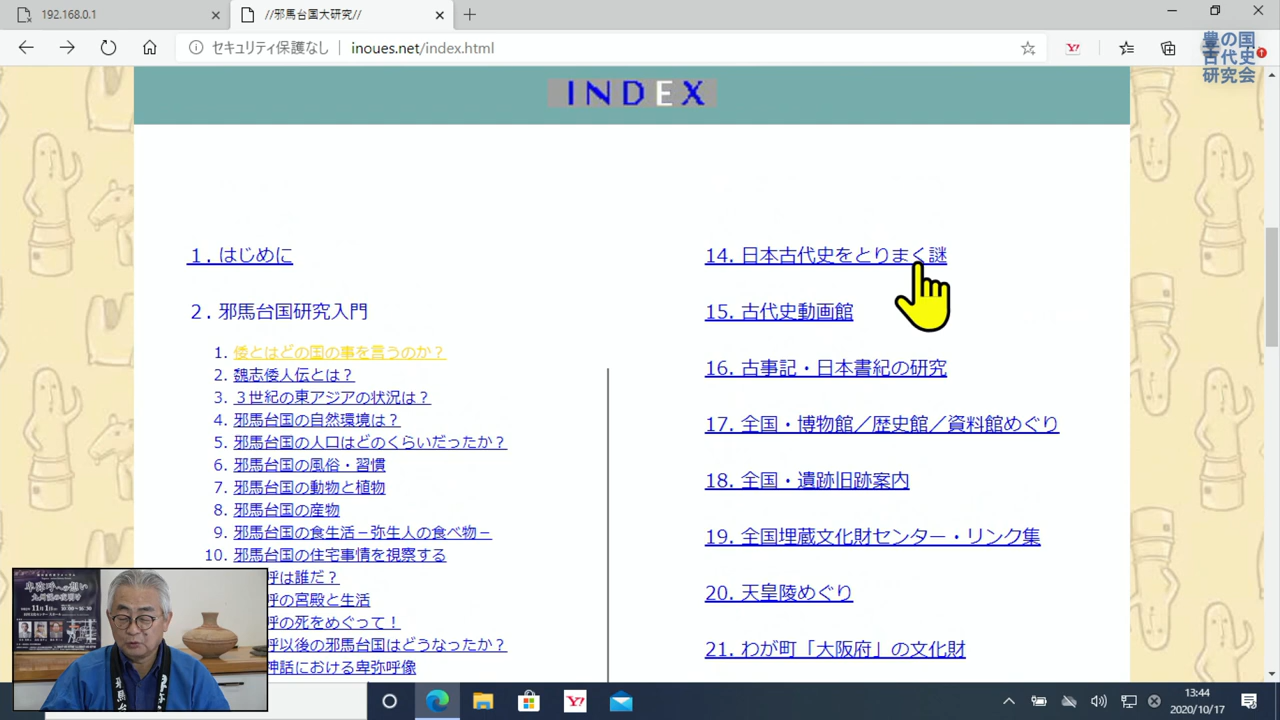 192.168.0.1
//邪馬台国大研究//
セキュリティ保護なし
inoues.net/index.html
豊の国
古代史
研究会
INDEX
１. はじめに
２. 邪馬台国研究入門
1. 倭とはどの国の事を言うのか？
2. 魏志倭人伝とは？
3. ３世紀の東アジアの状況は？
4. 邪馬台国の自然環境は？
5. 邪馬台国の人口はどのくらいだったか？
6. 邪馬台国の風俗・習慣
7. 邪馬台国の動物と植物
8. 邪馬台国の産物
9. 邪馬台国の食生活－弥生人の食べ物－
10. 邪馬台国の住宅事情を視察する
呼は誰だ？
呼の宮殿と生活
呼の死をめぐって！
呼以後の邪馬台国はどうなったか？
神話における卑弥呼像
14. 日本古代史をとりまく謎
15. 古代史動画館
16. 古事記・日本書紀の研究
17. 全国・博物館／歴史館／資料館めぐり
18. 全国・遺跡旧跡案内
19. 全国埋蔵文化財センター・リンク集
20. 天皇陵めぐり
21. わが町「大阪府」の文化財
卑弥呼への想い
11月1日
13:44
2020/10/17